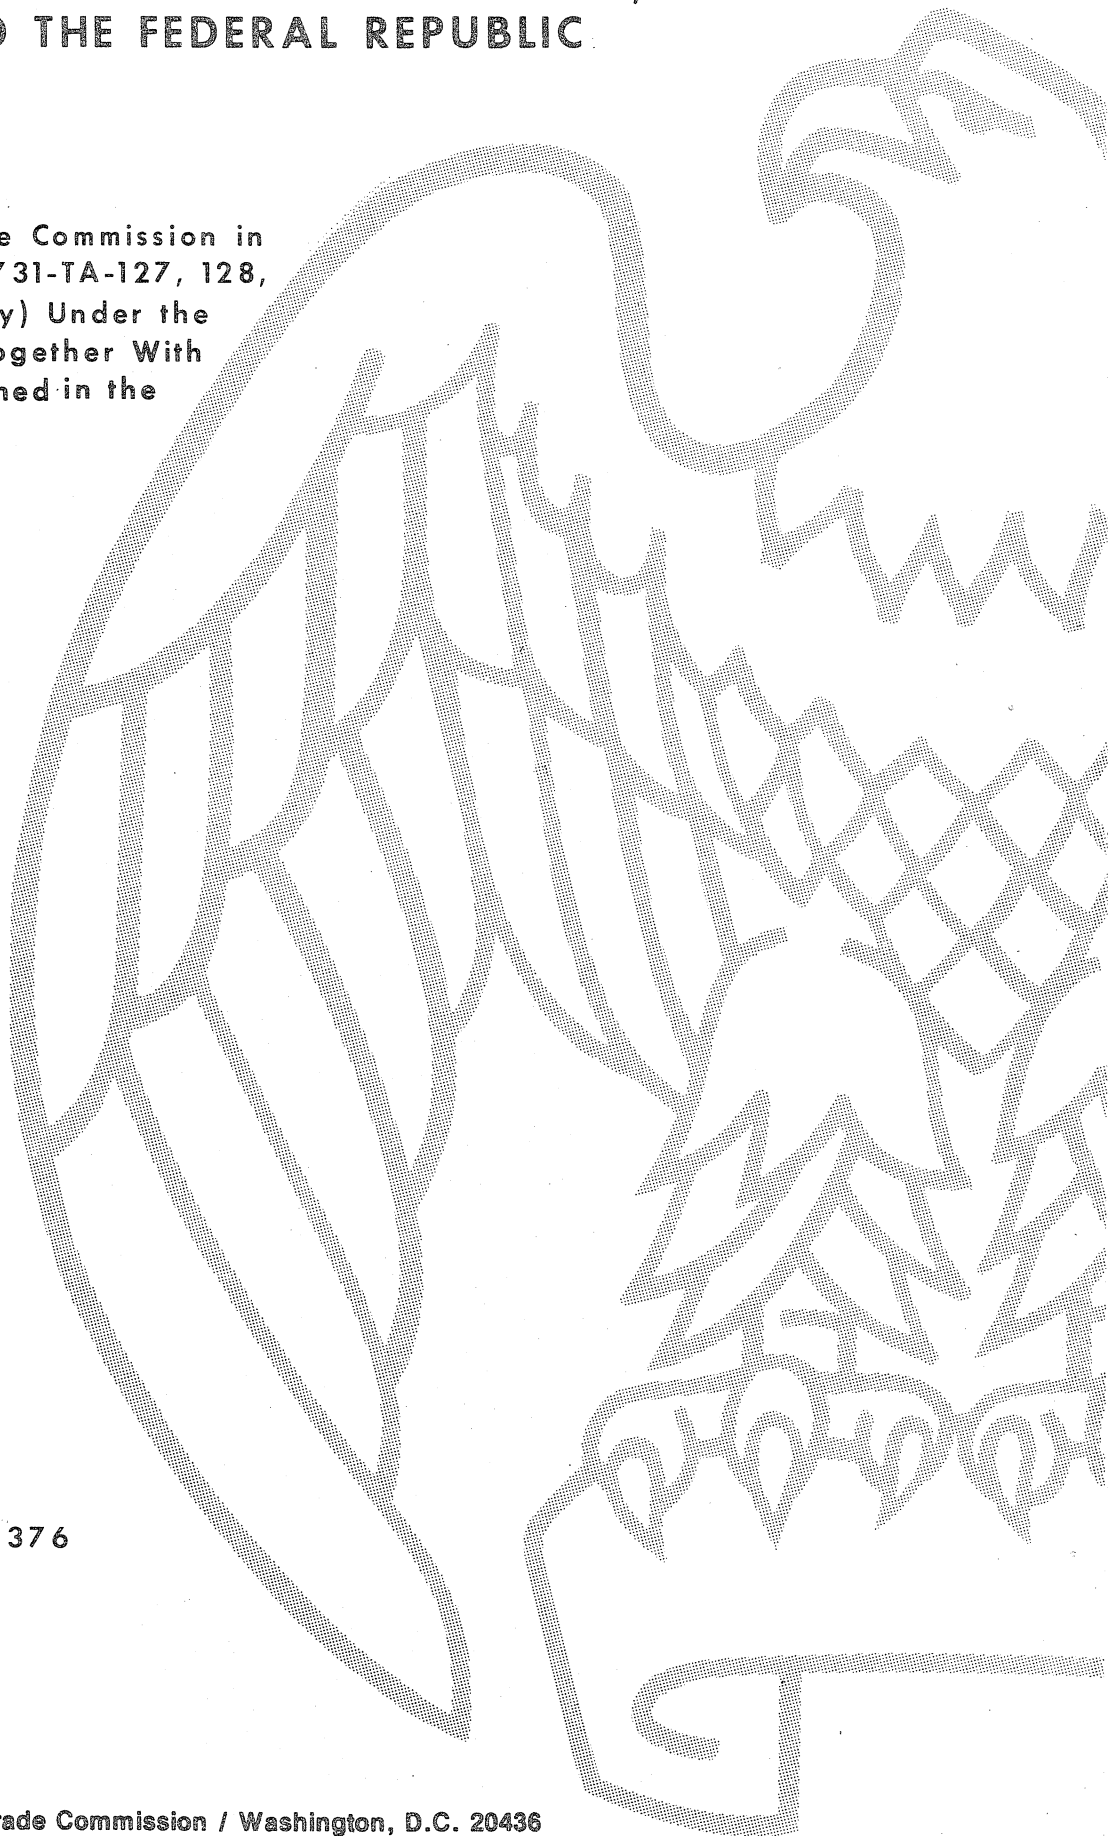 THE FEDERAL REPUBLIC
e Commission in
731-TA-127, 128,
y) Under the
ogether With
ned in the
376
rade Commission / Washington, D.C. 20436